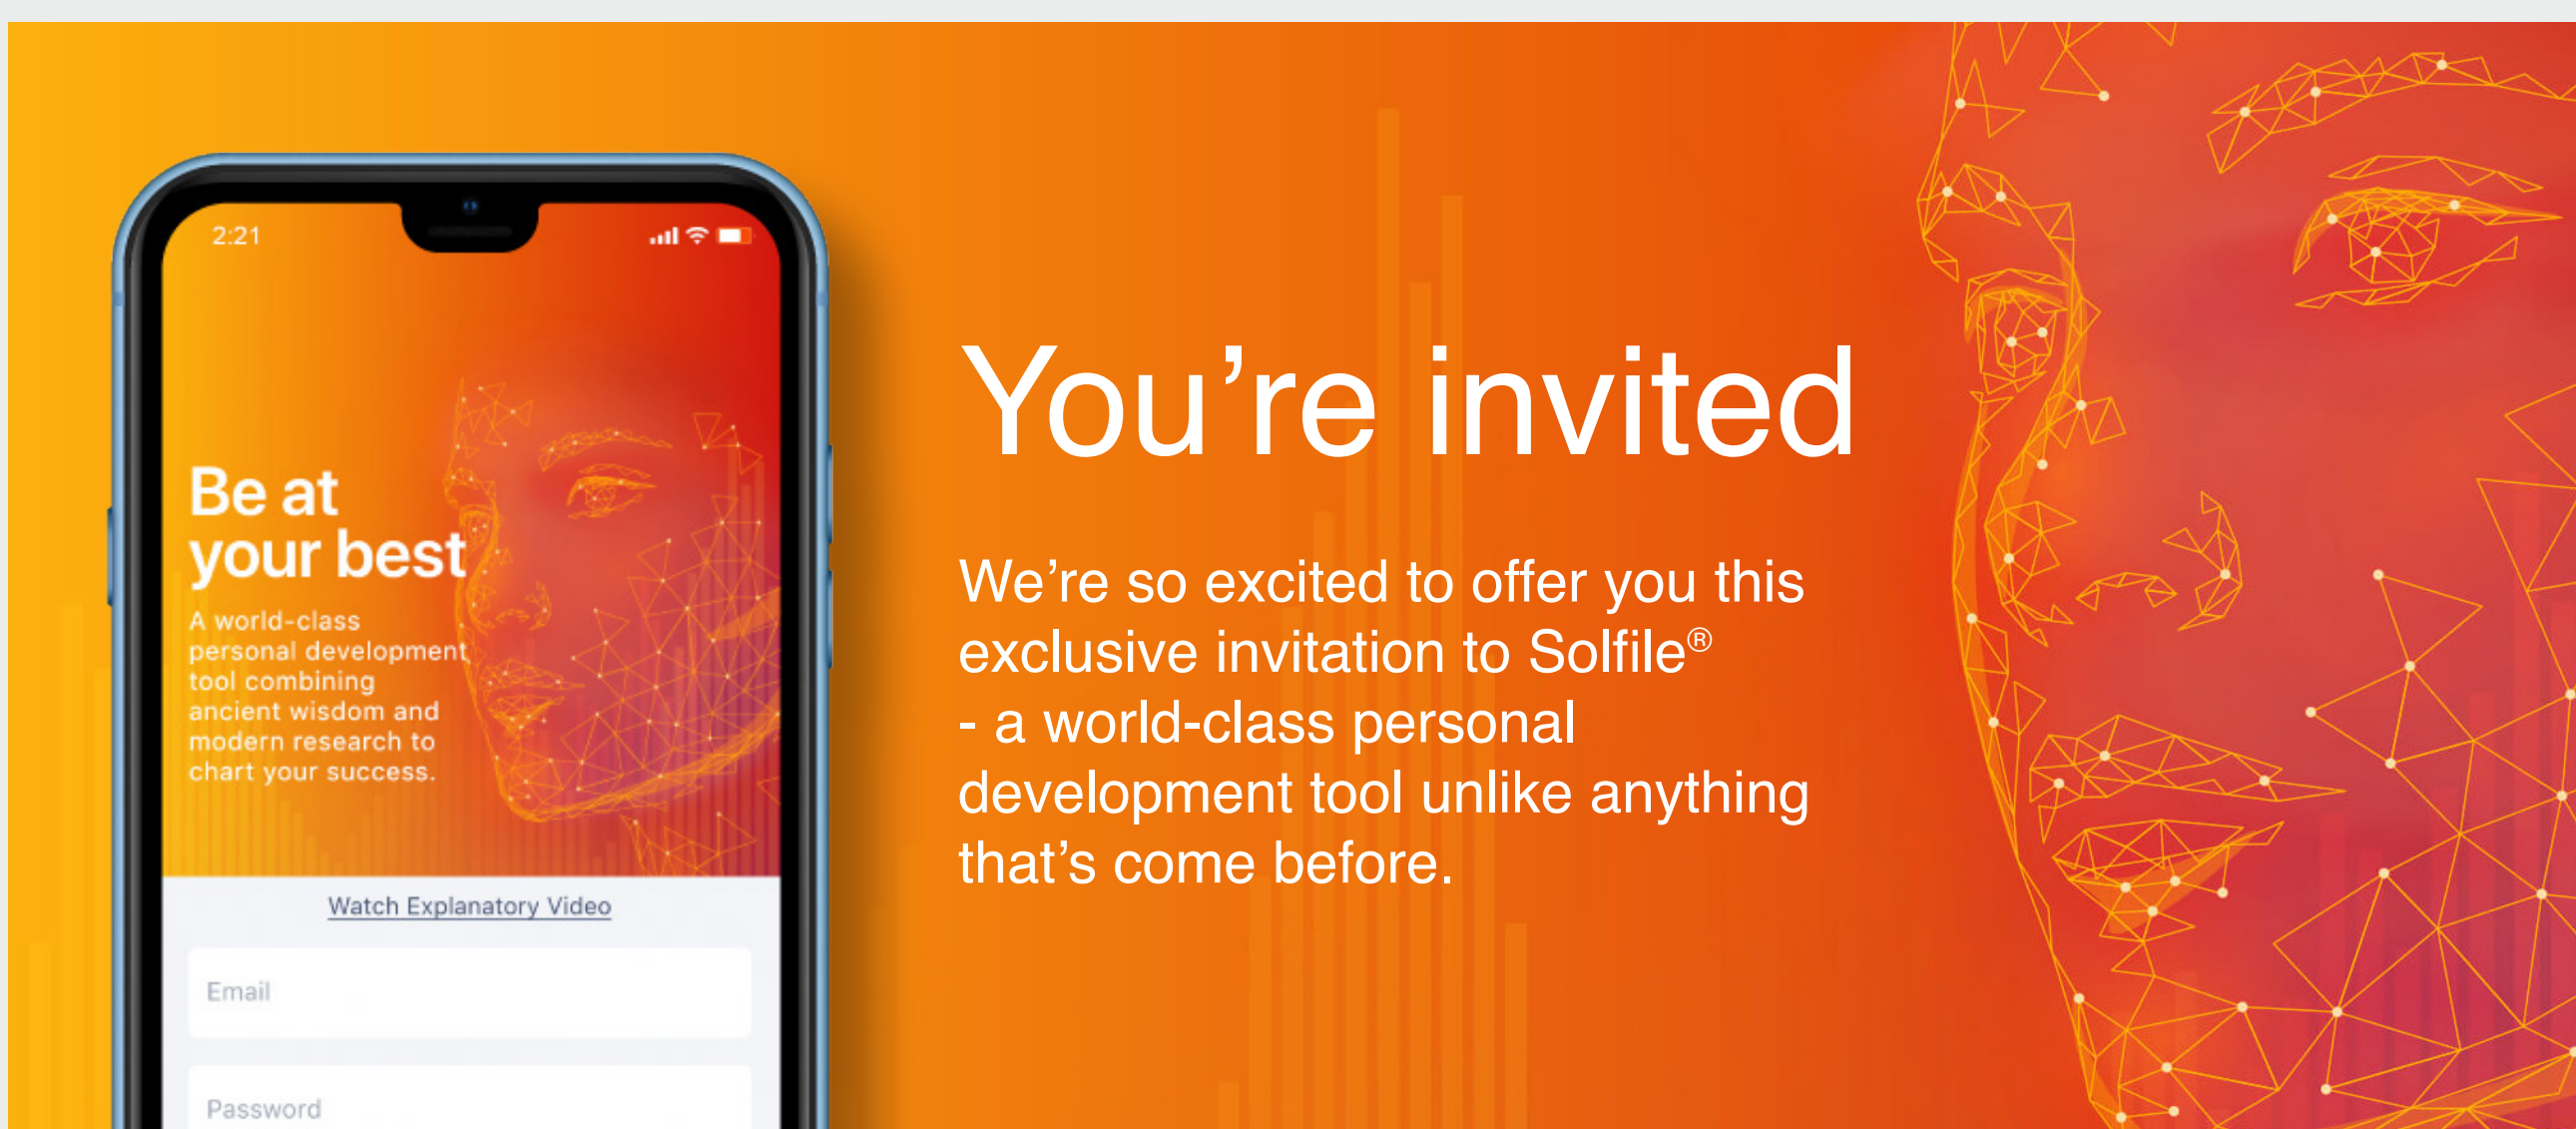 2:21
Be at
your best
A world-class
personal development
tool combining
ancient wisdom and
modern research to
chart your success.
Watch Explanatory Video
Email
Password
You’re invited
We’re so excited to offer you this
exclusive invitation to Solfile®
- a world-class personal
development tool unlike anything
that’s come before.